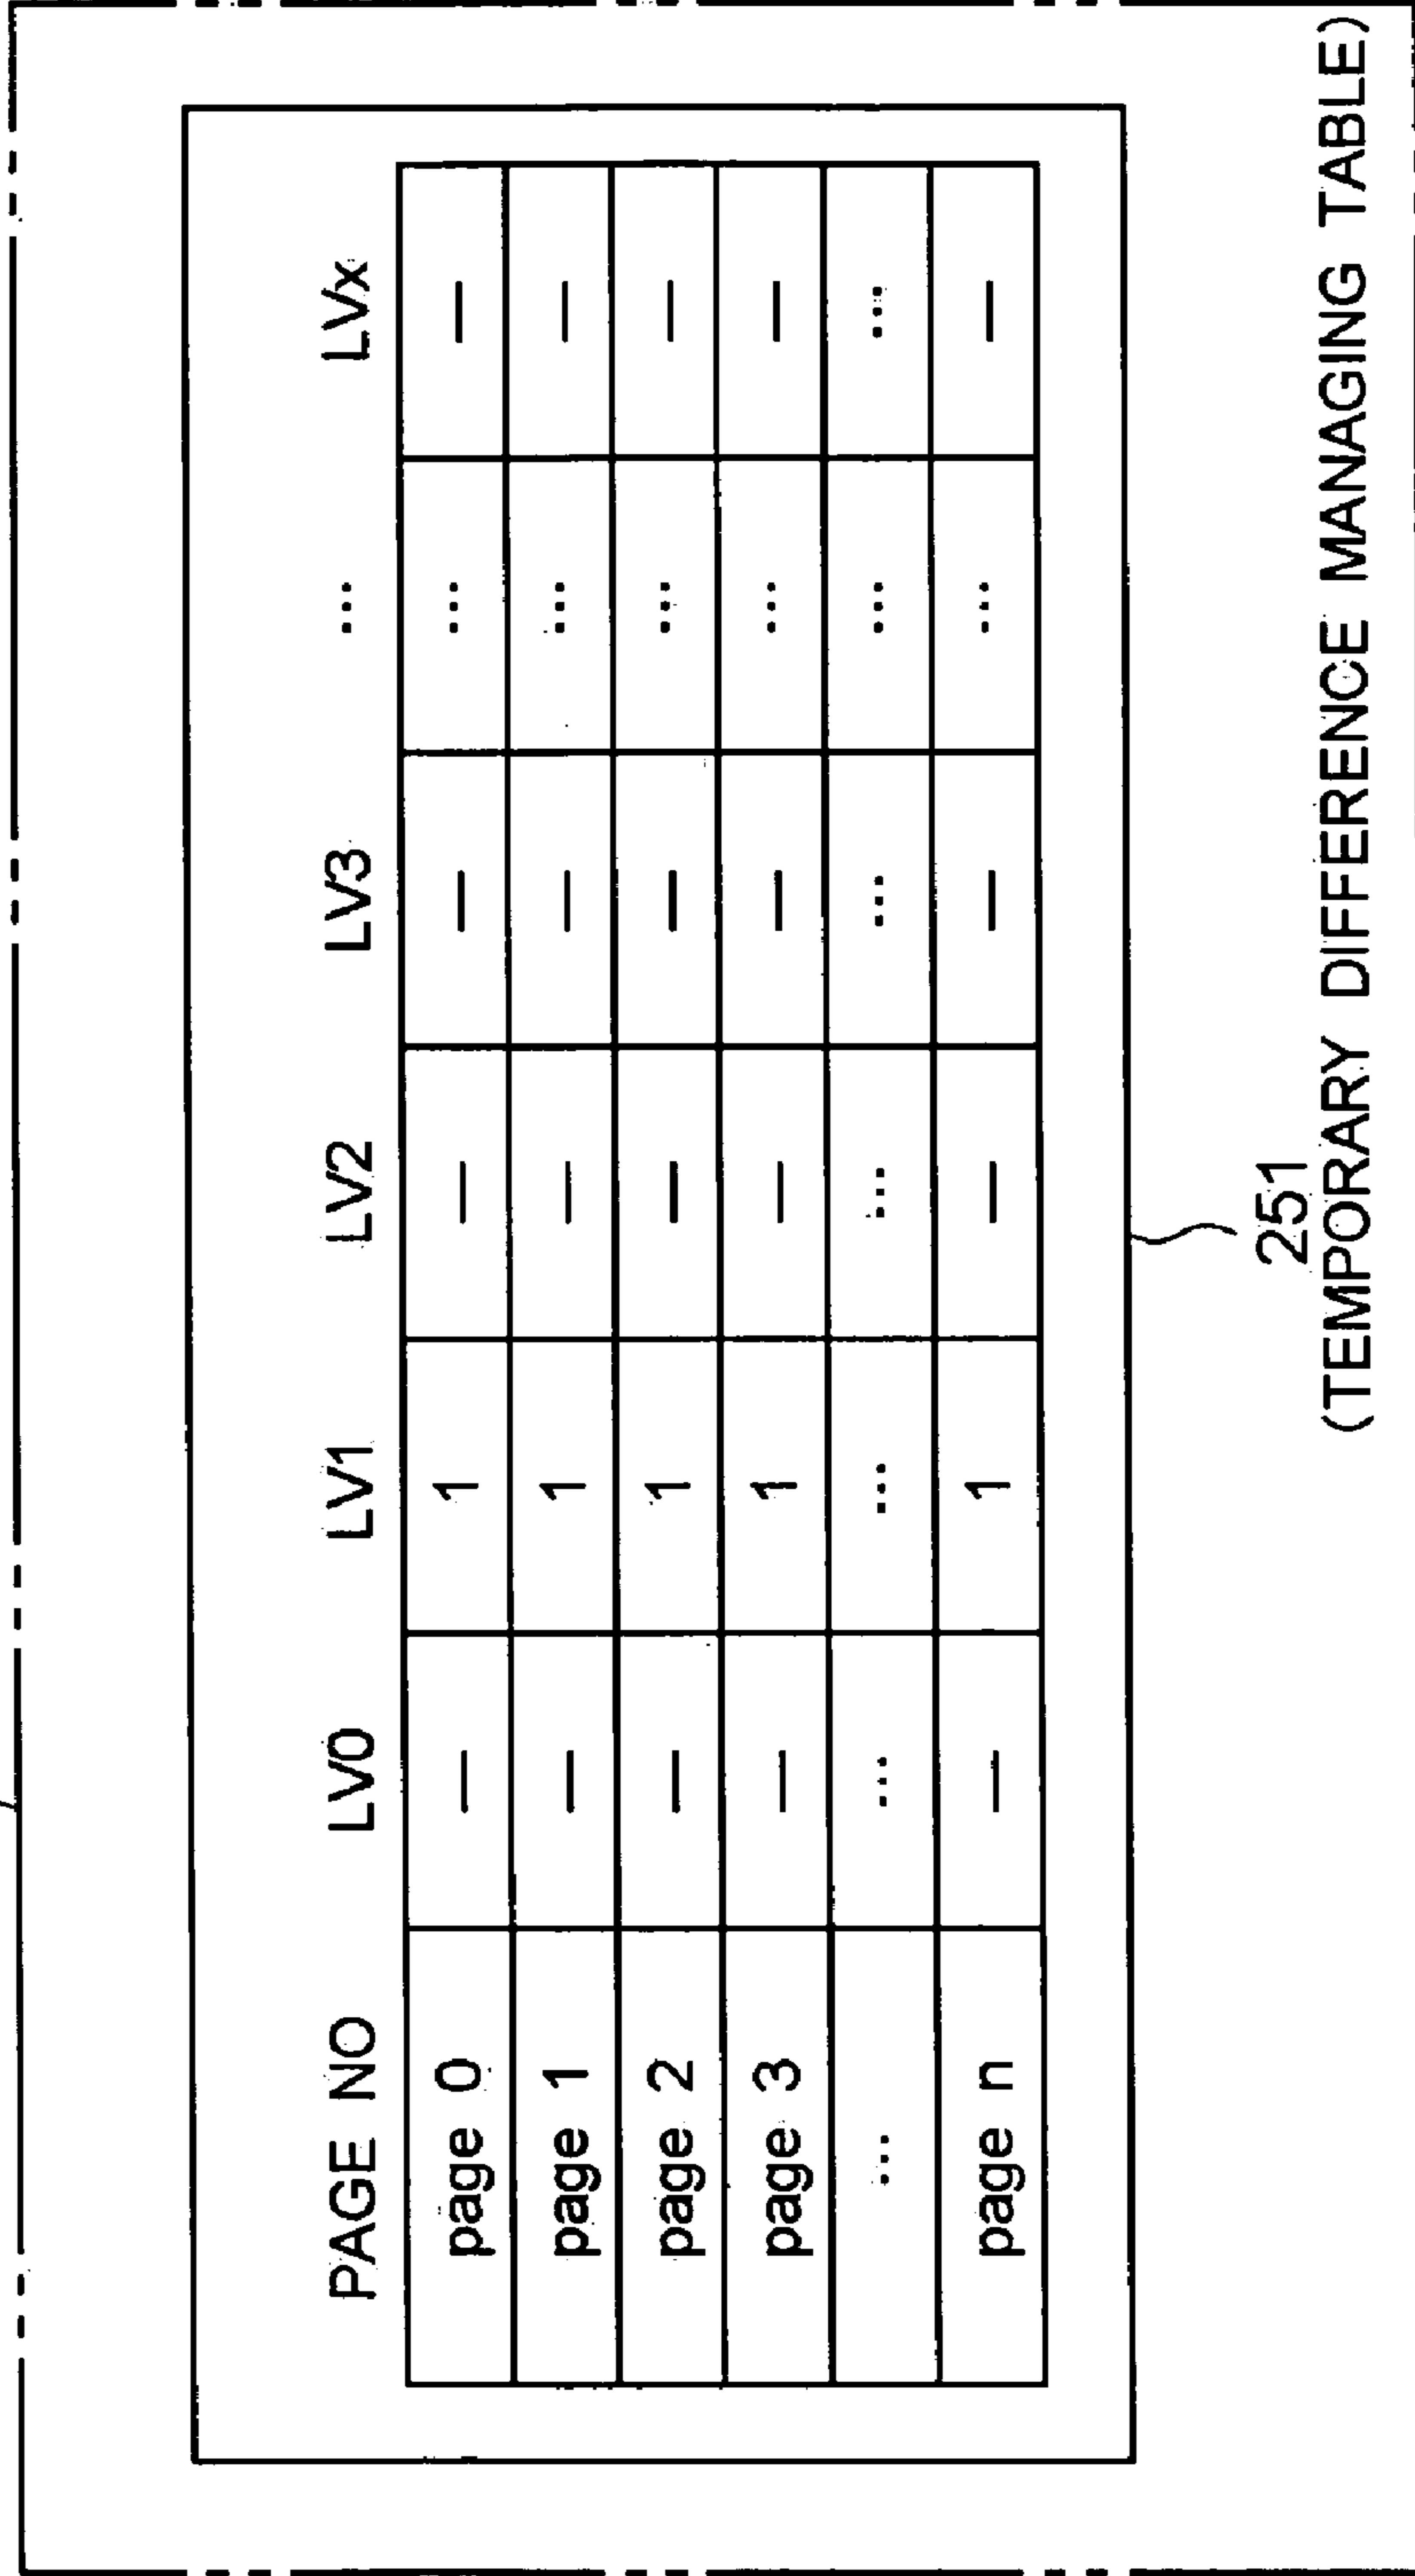 PAGE NO LV0 LV1 LV2 LV3 ... LVx
page 0 — 1 — — ... —
page 1 — 1 — — ... —
page 2 — 1 — — ... —
page 3 — 1 — — ... —
... ... ... ... ... ... ...
page n — 1 — — ... —
251
(TEMPORARY DIFFERENCE MANAGING TABLE)